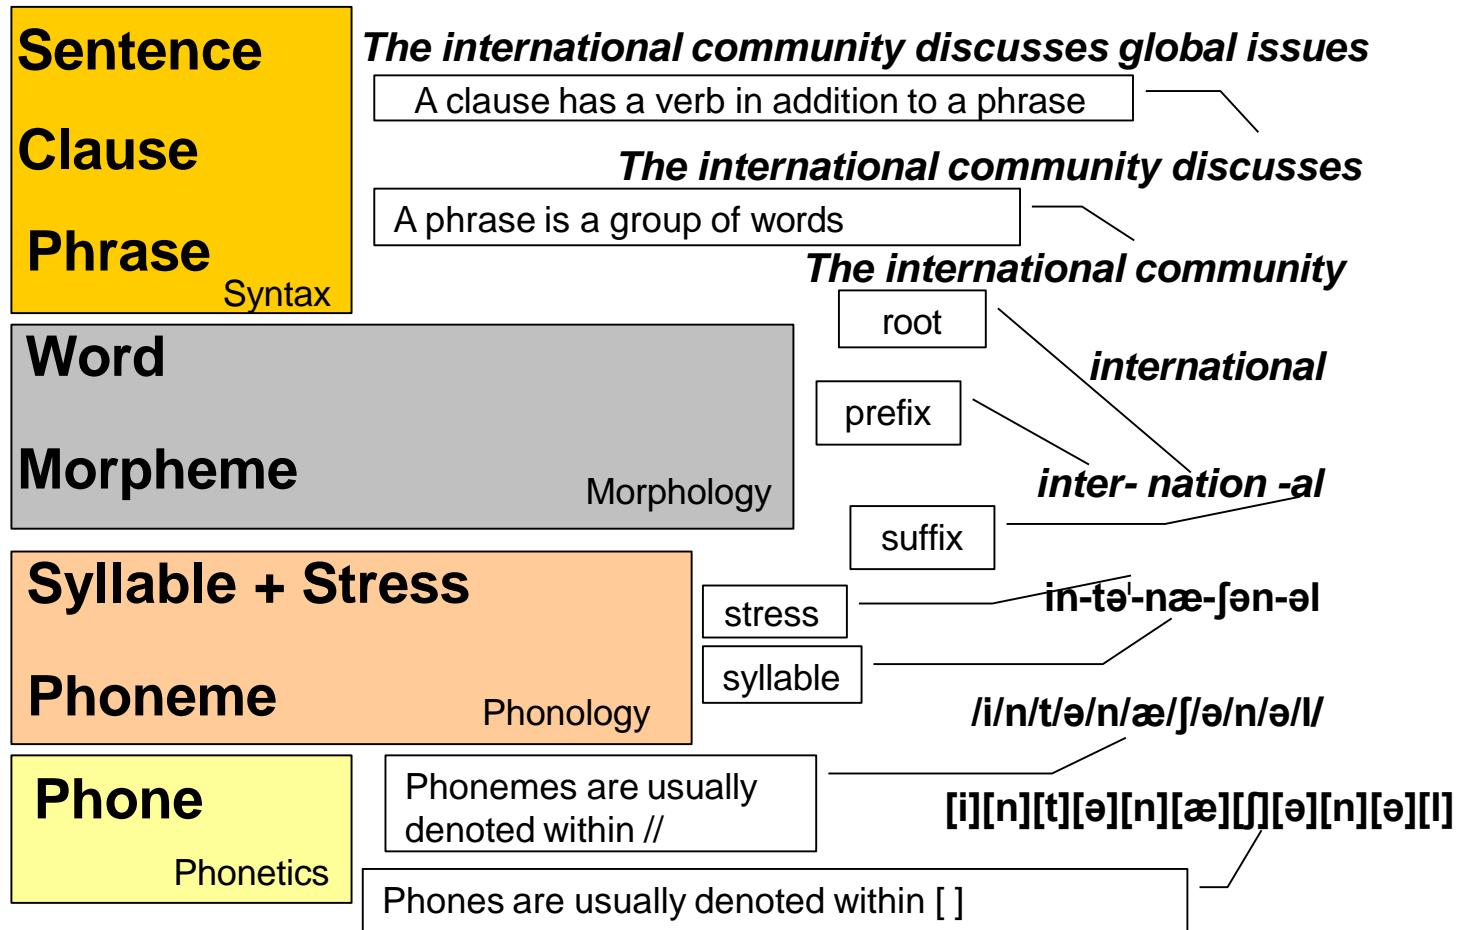 Sentence
The international community discusses global issues
A clause has a verb in addition to a phrase
Clause
The international community discusses
A phrase is a group of words
Phrase
Syntax
The international community
root
Word
international
prefix
Morpheme
Morphology
inter- nation -al
suffix
Syllable + Stress
stress
in-təˈ-næ-ʃən-əl
syllable
Phoneme
Phonology
/i/n/t/ə/n/æ/ʃ/ə/n/ə/l/
Phone
Phonetics
Phonemes are usually
denoted within //
[i][n][t][ə][n][æ][ʃ][ə][n][ə][l]
Phones are usually denoted within [ ]